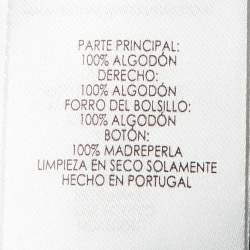 PARTE PRINCIPAL:
100% ALGODÓN
DERECHO:
100% ALGODÓN
FORRO DEL BOLSILLO:
100% ALGODÓN
BOTÓN:
100% MADREPERLA
LIMPIEZA EN SECO SOLAMENTE
HECHO EN PORTUGAL